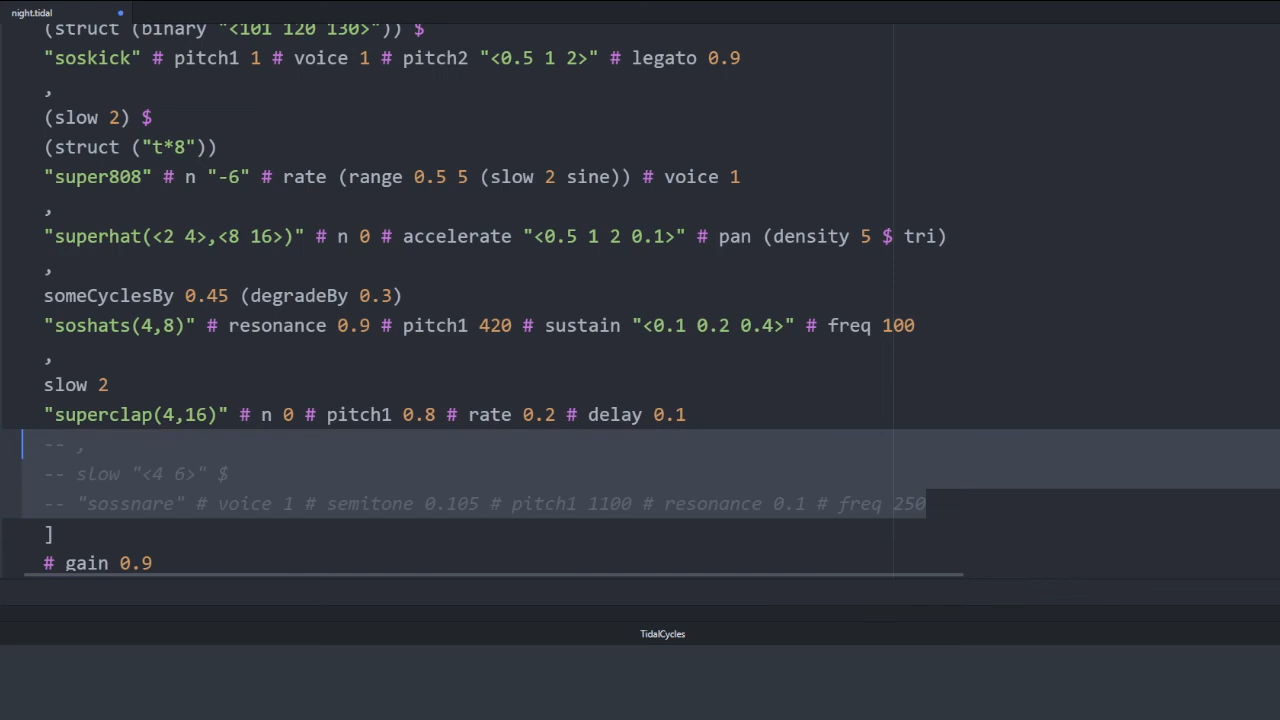 night.tidal
(struct (binary "<101 120 130>")) $
"soskick" # pitch1 1 # voice 1 # pitch2 "<0.5 1 2>" # legato 0.9
,
(slow 2) $
(struct ("t*8"))
"super808" # n "-6" # rate (range 0.5 5 (slow 2 sine)) # voice 1
,
"superhat(<2 4>,<8 16>)" # n 0 # accelerate "<0.5 1 2 0.1>" # pan (density 5 $ tri)
,
someCyclesBy 0.45 (degradeBy 0.3)
"soshats(4,8)" # resonance 0.9 # pitch1 420 # sustain "<0.1 0.2 0.4>" # freq 100
,
slow 2
"superclap(4,16)" # n 0 # pitch1 0.8 # rate 0.2 # delay 0.1
-- ,
-- slow "<4 6>" $
-- "sossnare" # voice 1 # semitone 0.105 # pitch1 1100 # resonance 0.1 # freq 250
]
# gain 0.9
TidalCycles